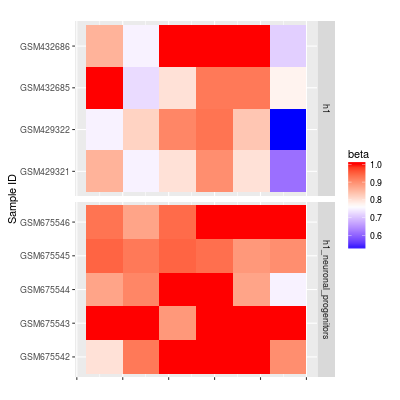 Sample ID
GSM432686
GSM432685
GSM429322
GSM429321
h1
GSM675546
GSM675545
GSM675544
GSM675543
GSM675542
h1_neuronal_progenitors
beta
1.0
0.9
0.8
0.7
0.6